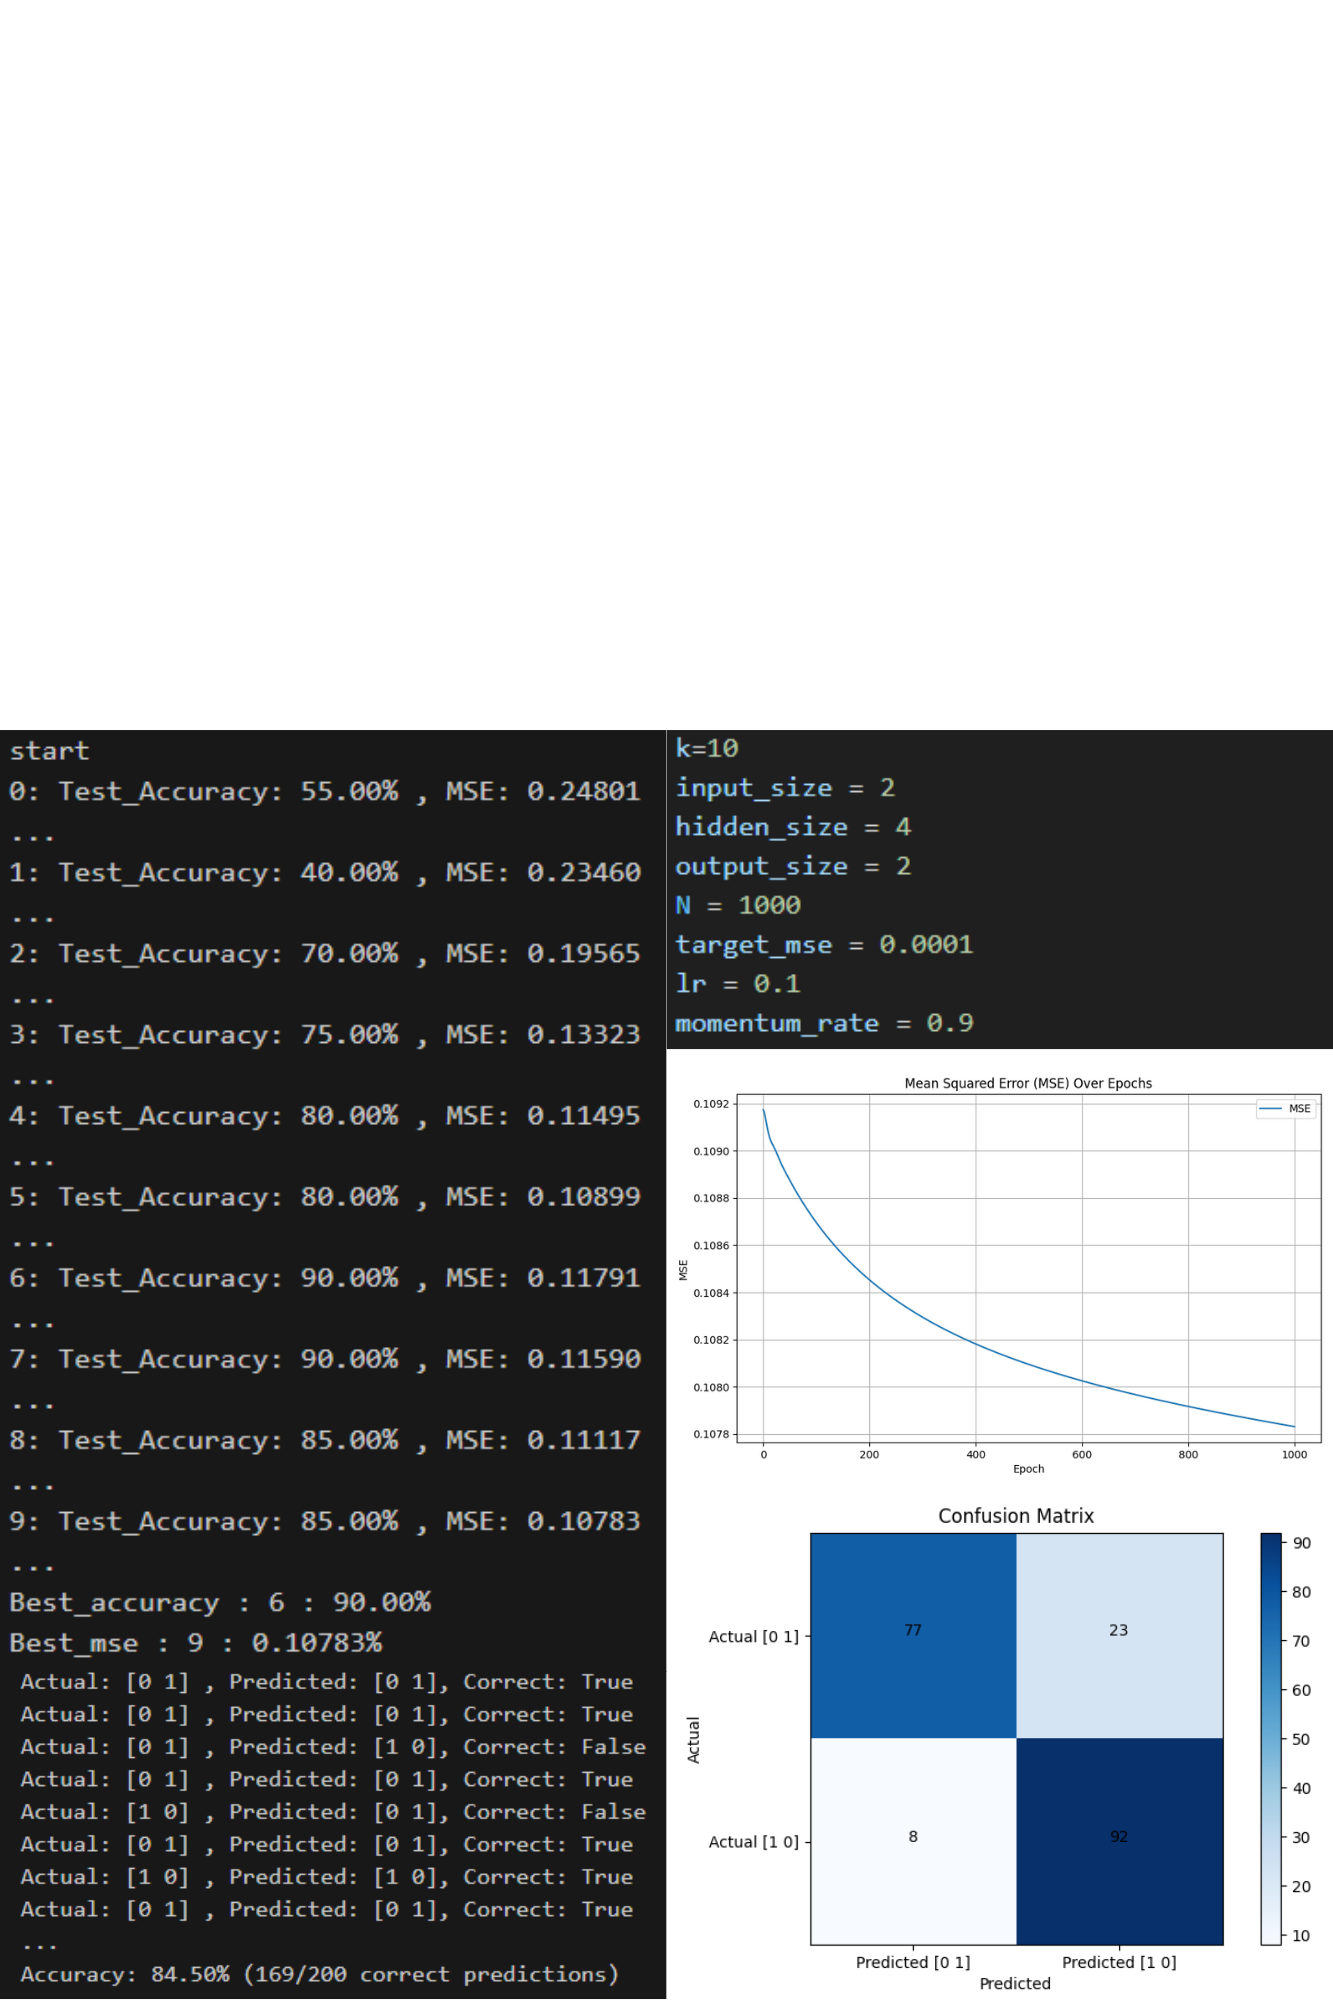 start
0: Test_Accuracy: 55.00% , MSE: 0.24801
...
1: Test_Accuracy: 40.00% , MSE: 0.23460
...
2: Test_Accuracy: 70.00% , MSE: 0.19565
...
3: Test_Accuracy: 75.00% , MSE: 0.13323
...
4: Test_Accuracy: 80.00% , MSE: 0.11495
...
5: Test_Accuracy: 80.00% , MSE: 0.10899
...
6: Test_Accuracy: 90.00% , MSE: 0.11791
...
7: Test_Accuracy: 90.00% , MSE: 0.11590
...
8: Test_Accuracy: 85.00% , MSE: 0.11117
...
9: Test_Accuracy: 85.00% , MSE: 0.10783
...
Best_accuracy : 6 : 90.00%
Best_mse : 9 : 0.10783%
Actual: [0 1] , Predicted: [0 1], Correct: True
Actual: [0 1] , Predicted: [0 1], Correct: True
Actual: [0 1] , Predicted: [1 0], Correct: False
Actual: [0 1] , Predicted: [0 1], Correct: True
Actual: [1 0] , Predicted: [0 1], Correct: False
Actual: [0 1] , Predicted: [0 1], Correct: True
Actual: [1 0] , Predicted: [1 0], Correct: True
Actual: [0 1] , Predicted: [0 1], Correct: True
...
Accuracy: 84.50% (169/200 correct predictions)
k=10
input_size = 2
hidden_size = 4
output_size = 2
N = 1000
target_mse = 0.0001
lr = 0.1
momentum_rate = 0.9
Mean Squared Error (MSE) Over Epochs
MSE
0.1092
0.1090
0.1088
0.1086
0.1084
0.1082
0.1080
0.1078
MSE
0 200 400 600 800 1000
Epoch
Confusion Matrix
Actual [0 1] 77 23
Actual [1 0] 8 92
Actual
Predicted [0 1] Predicted [1 0]
Predicted
90
80
70
60
50
40
30
20
10